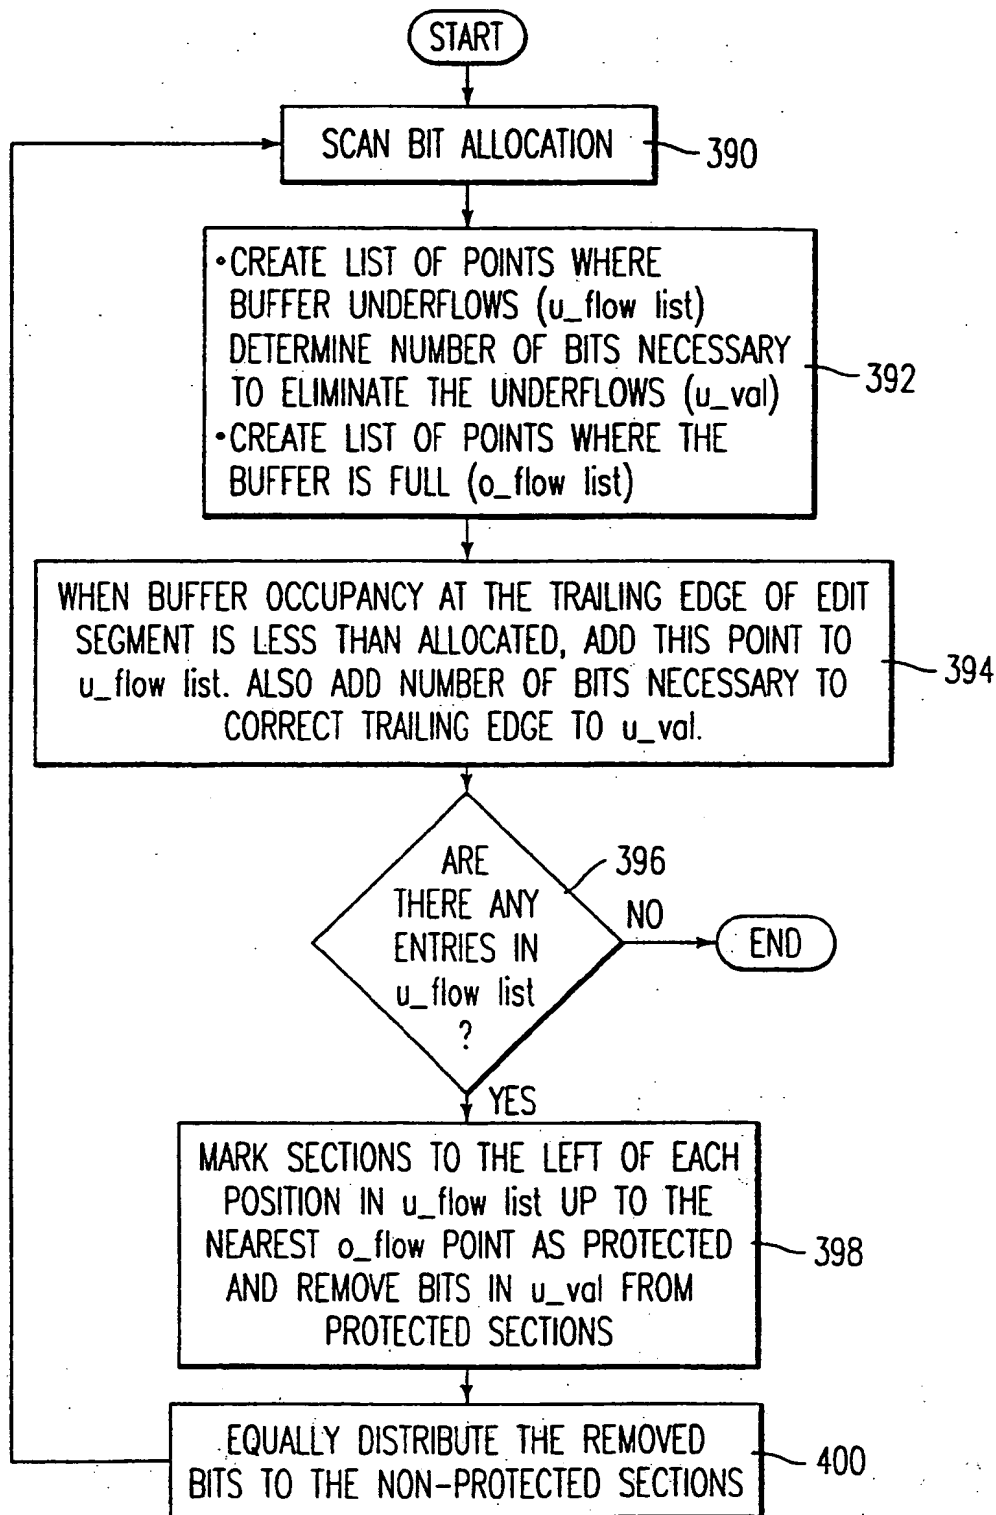 START
SCAN BIT ALLOCATION
390
•CREATE LIST OF POINTS WHERE
BUFFER UNDERFLOWS (u_flow list)
DETERMINE NUMBER OF BITS NECESSARY
TO ELIMINATE THE UNDERFLOWS (u_val)
•CREATE LIST OF POINTS WHERE THE
BUFFER IS FULL (o_flow list)
392
WHEN BUFFER OCCUPANCY AT THE TRAILING EDGE OF EDIT
SEGMENT IS LESS THAN ALLOCATED, ADD THIS POINT TO
u_flow list. ALSO ADD NUMBER OF BITS NECESSARY TO
CORRECT TRAILING EDGE TO u_val.
394
ARE
THERE ANY
ENTRIES IN
u_flow list
?
396
NO
END
YES
MARK SECTIONS TO THE LEFT OF EACH
POSITION IN u_flow list UP TO THE
NEAREST o_flow POINT AS PROTECTED
AND REMOVE BITS IN u_val FROM
PROTECTED SECTIONS
398
EQUALLY DISTRIBUTE THE REMOVED
BITS TO THE NON-PROTECTED SECTIONS
400